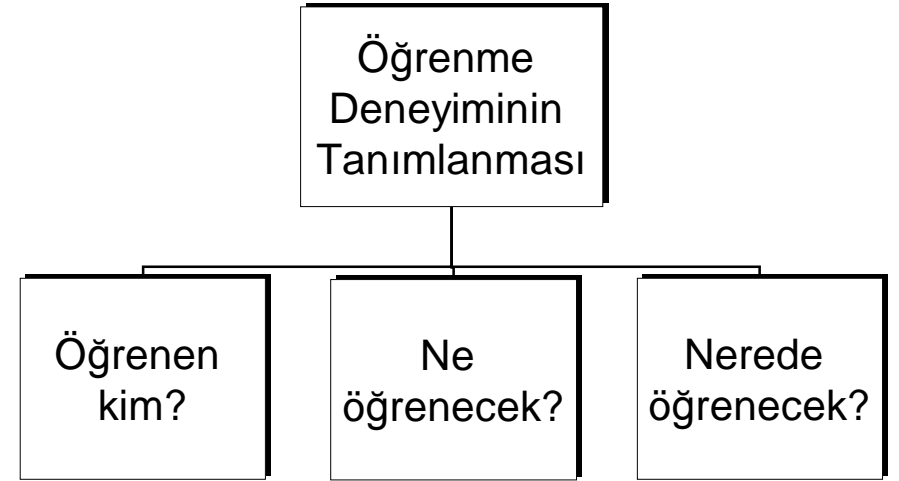 Öğrenme
Deneyiminin
Tanımlanması
Öğrenen
kim?
Ne
öğrenecek?
Nerede
öğrenecek?